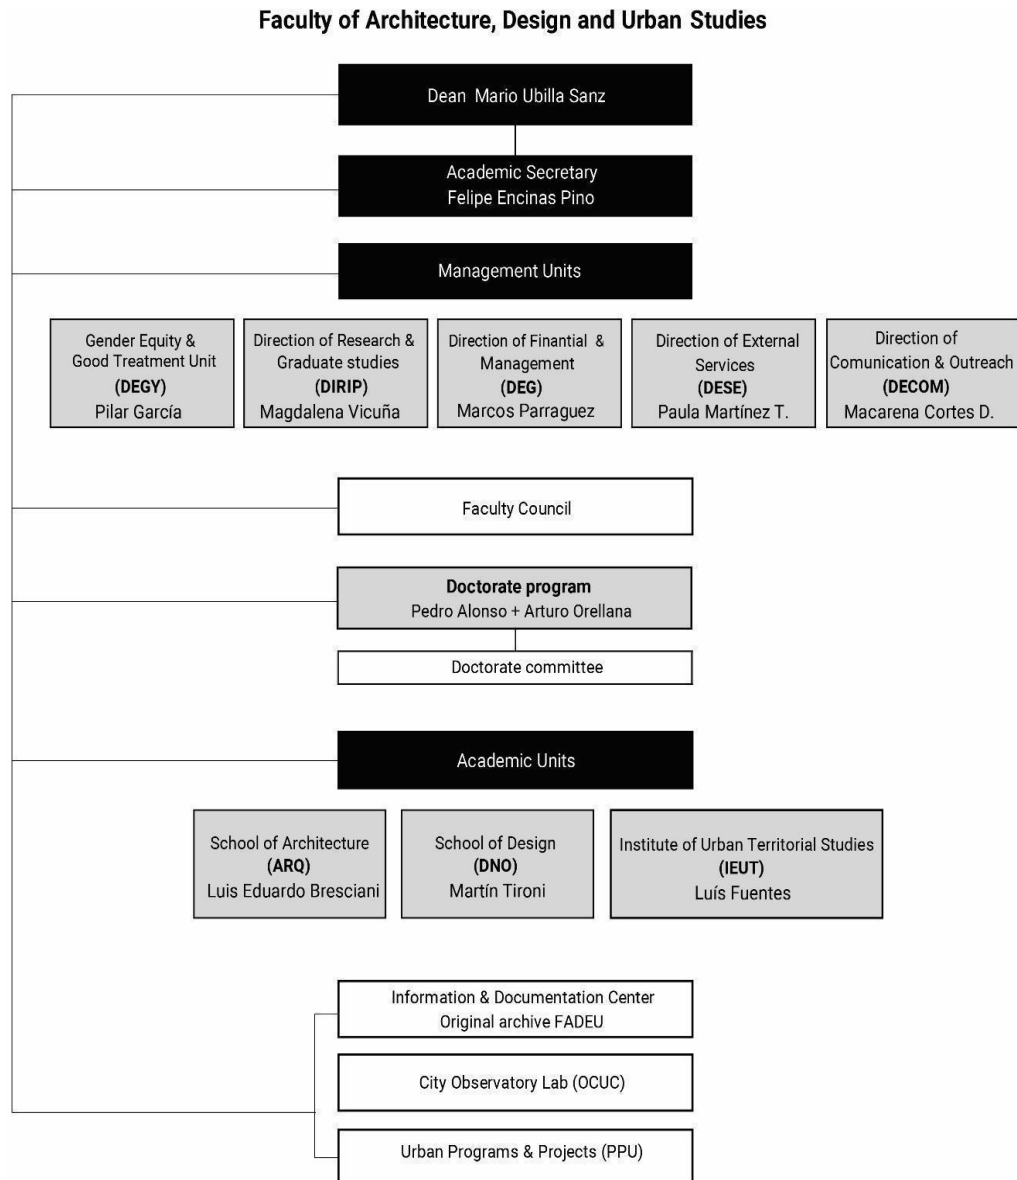 Faculty of Architecture, Design and Urban Studies
Dean Mario Ubilla Sanz
Academic Secretary
Felipe Encinas Pino
Management Units
Gender Equity &
Good Treatment Unit
(DEGY)
Pilar García
Direction of Research &
Graduate studies
(DIRIP)
Magdalena Vicuña
Direction of Finantial &
Management
(DEG)
Marcos Parraguez
Direction of External
Services
(DESE)
Paula Martínez T.
Direction of
Comunication & Outreach
(DECOM)
Macarena Cortes D.
Faculty Council
Doctorate program
Pedro Alonso + Arturo Orellana
Doctorate committee
Academic Units
School of Architecture
(ARQ)
Luis Eduardo Bresciani
School of Design
(DNO)
Martín Tironi
Institute of Urban Territorial Studies
(IEUT)
Luís Fuentes
Information & Documentation Center
Original archive FADEU
City Observatory Lab (OCUC)
Urban Programs & Projects (PPU)